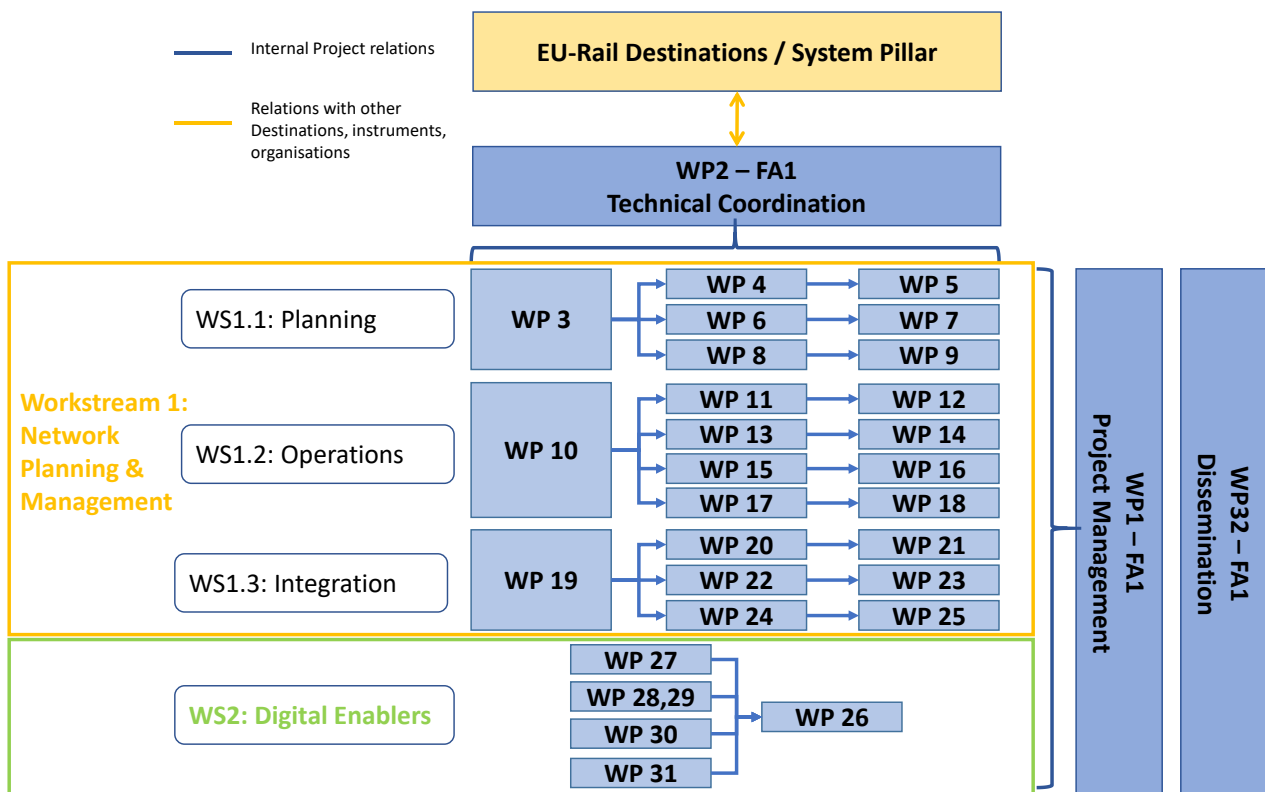 Internal Project relations
Relations with other
Destinations, instruments,
organisations
EU-Rail Destinations / System Pillar
WP2 – FA1
Technical Coordination
Workstream 1:
Network
Planning &
Management
WS1.1: Planning
WP 3
WP 4
WP 5
WP 6
WP 7
WP 8
WP 9
WS1.2: Operations
WP 10
WP 11
WP 12
WP 13
WP 14
WP 15
WP 16
WP 17
WP 18
WS1.3: Integration
WP 19
WP 20
WP 21
WP 22
WP 23
WP 24
WP 25
WS2: Digital Enablers
WP 27
WP 28,29
WP 30
WP 31
WP 26
WP1 – FA1
Project Management
WP32 – FA1
Dissemination